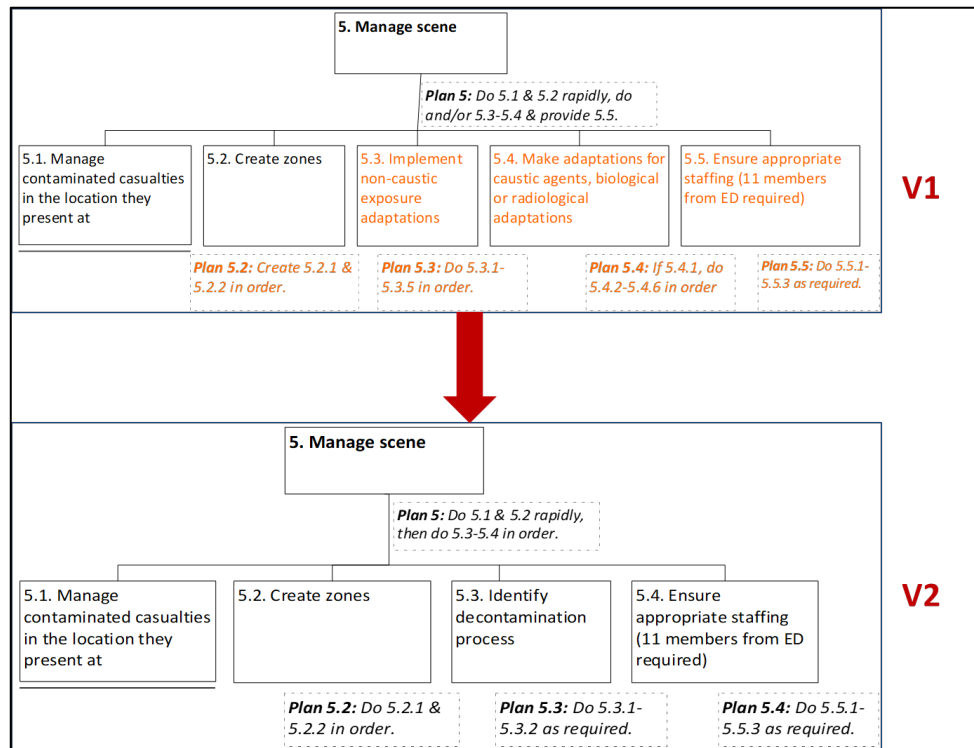 5. Manage scene
Plan 5: Do 5.1 & 5.2 rapidly, do
and/or 5.3-5.4 & provide 5.5.
5.1. Manage
contaminated casualties
in the location they
present at
5.2. Create zones
5.3. Implement
non-caustic
exposure
adaptations
5.4. Make adaptations for
caustic agents, biological
or radiological
adaptations
5.5. Ensure appropriate
staffing (11 members
from ED required)
V1
Plan 5.2: Create 5.2.1 &
5.2.2 in order.
Plan 5.3: Do 5.3.1-
5.3.5 in order.
Plan 5.4: If 5.4.1, do
5.4.2-5.4.6 in order
Plan 5.5: Do 5.5.1-
5.5.3 as required.
5. Manage scene
Plan 5: Do 5.1 & 5.2 rapidly,
then do 5.3-5.4 in order.
5.1. Manage
contaminated casualties
in the location they
present at
5.2. Create zones
5.3. Identify
decontamination
process
5.4. Ensure
appropriate staffing
(11 members from ED
required)
V2
Plan 5.2: Do 5.2.1 &
5.2.2 in order.
Plan 5.3: Do 5.3.1-
5.3.2 as required.
Plan 5.4: Do 5.5.1-
5.5.3 as required.